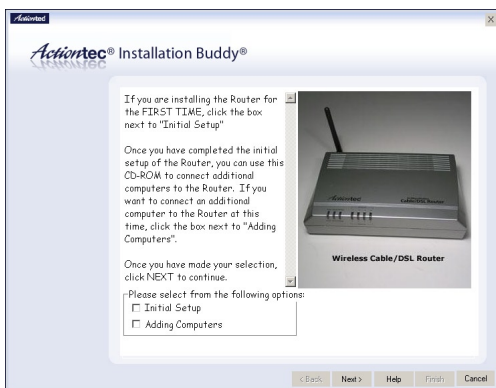 Actiontec
Actiontec® Installation Buddy®
If you are installing the Router for
the FIRST TIME, click the box
next to "Initial Setup"
Once you have completed the initial
setup of the Router, you can use this
CD-ROM to connect additional
computers to the Router. If you
want to connect an additional
computer to the Router at this
time, click the box next to "Adding
Computers".
Once you have made your selection,
click NEXT to continue.
Actiontec
Cable/DSL Router
Wireless Cable/DSL Router
Please select from the following options:
Initial Setup
Adding Computers
< Back Next > Help Finish Cancel